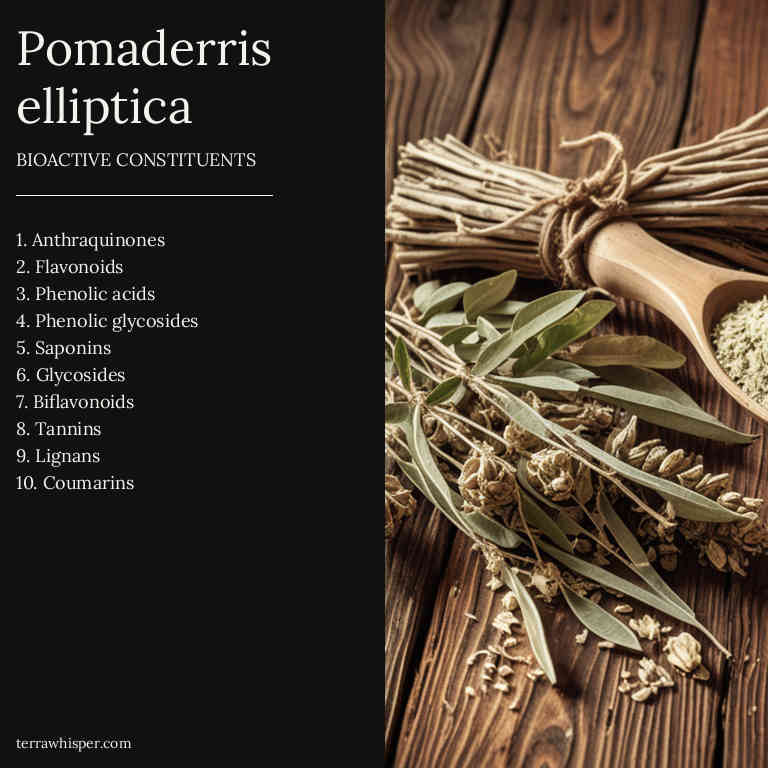 Pomaderris
elliptica
BIOACTIVE CONSTITUENTS
1. Anthraquinones
2. Flavonoids
3. Phenolic acids
4. Phenolic glycosides
5. Saponins
6. Glycosides
7. Biflavonoids
8. Tannins
9. Lignans
10. Coumarins
terrawhisper.com